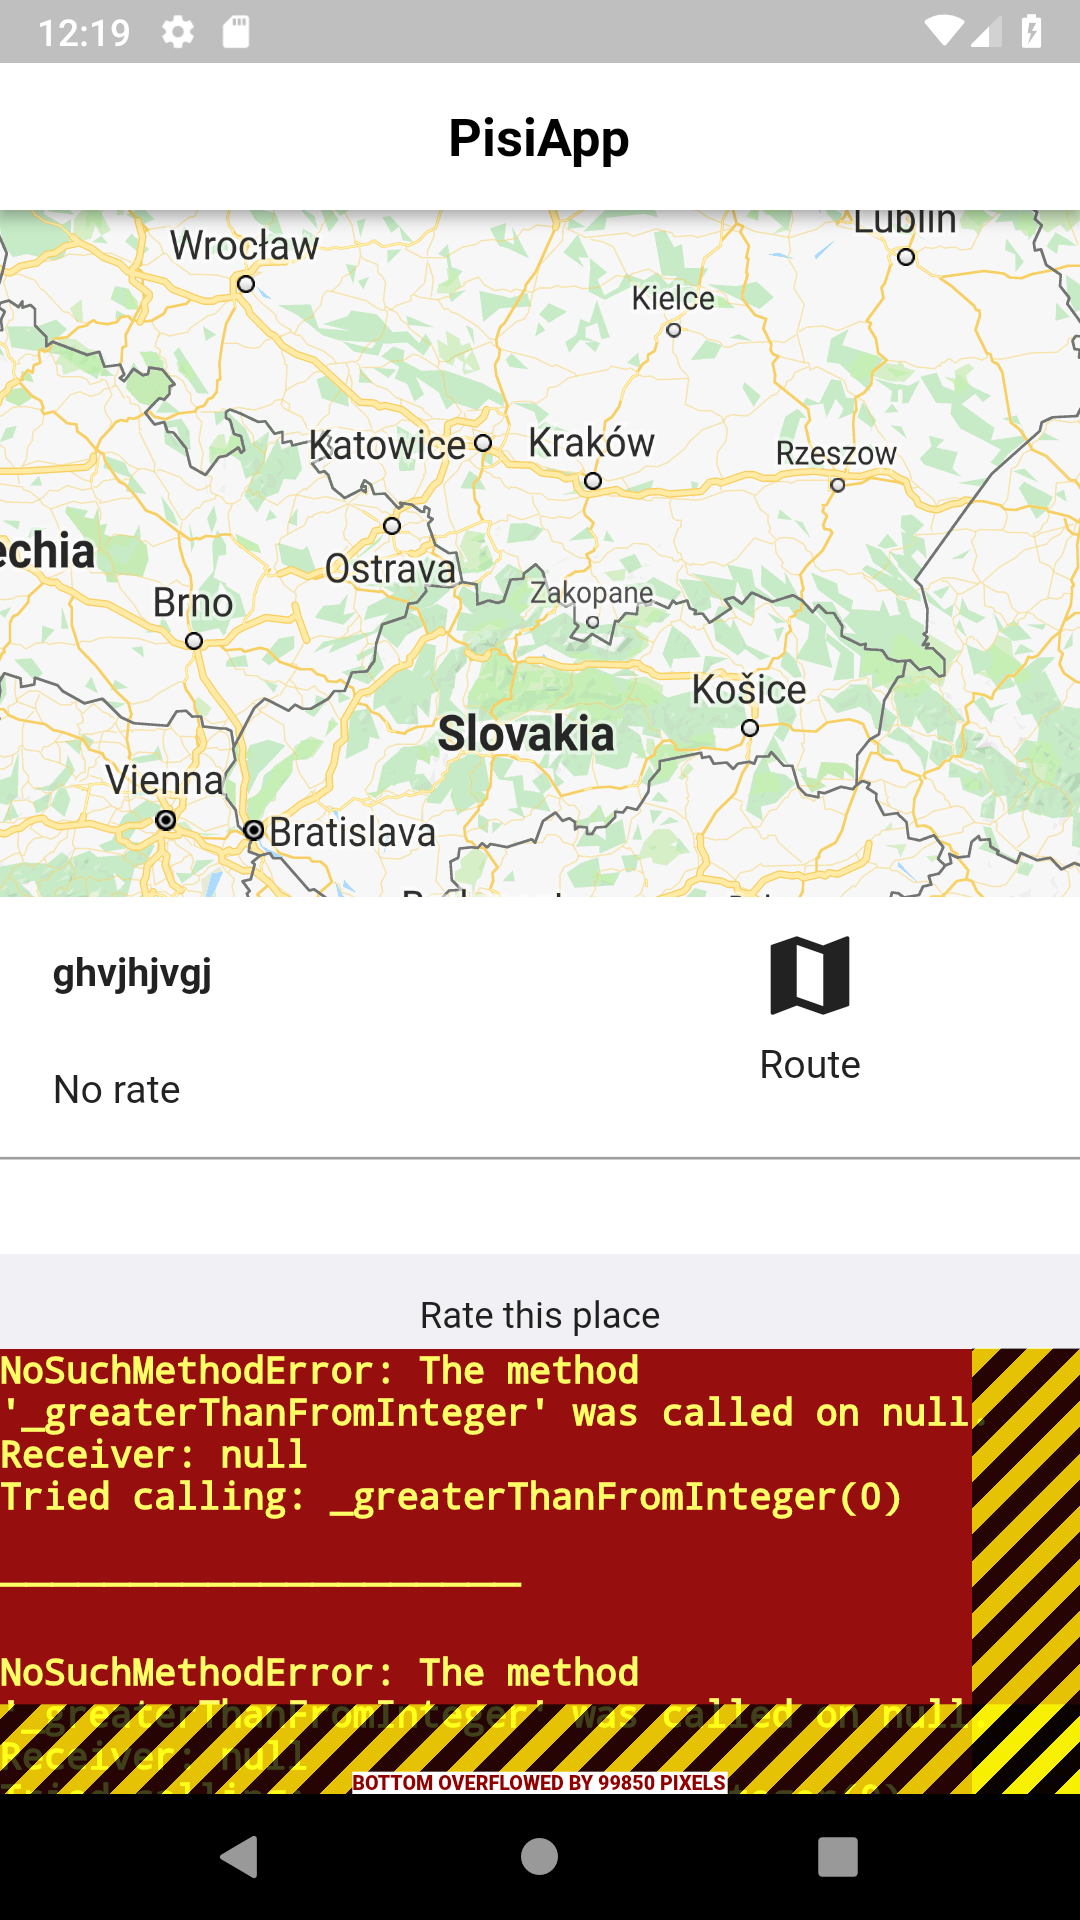 12:19
PisiApp
Lublin
Wrocław
Kielce
Katowice
Kraków
Rzeszow
echia
Ostrava
Zakopane
Brno
Košice
Slovakia
Vienna
Bratislava
ghvjhjvgj
Route
No rate
Rate this place
NoSuchMethodError: The method
'_greaterThanFromInteger' was called on null.
Receiver: null
Tried calling: _greaterThanFromInteger(0)
NoSuchMethodError: The method
'_greaterThanFromInteger' was called on null.
Receiver: null
BOTTOM OVERFLOWED BY 99850 PIXELS